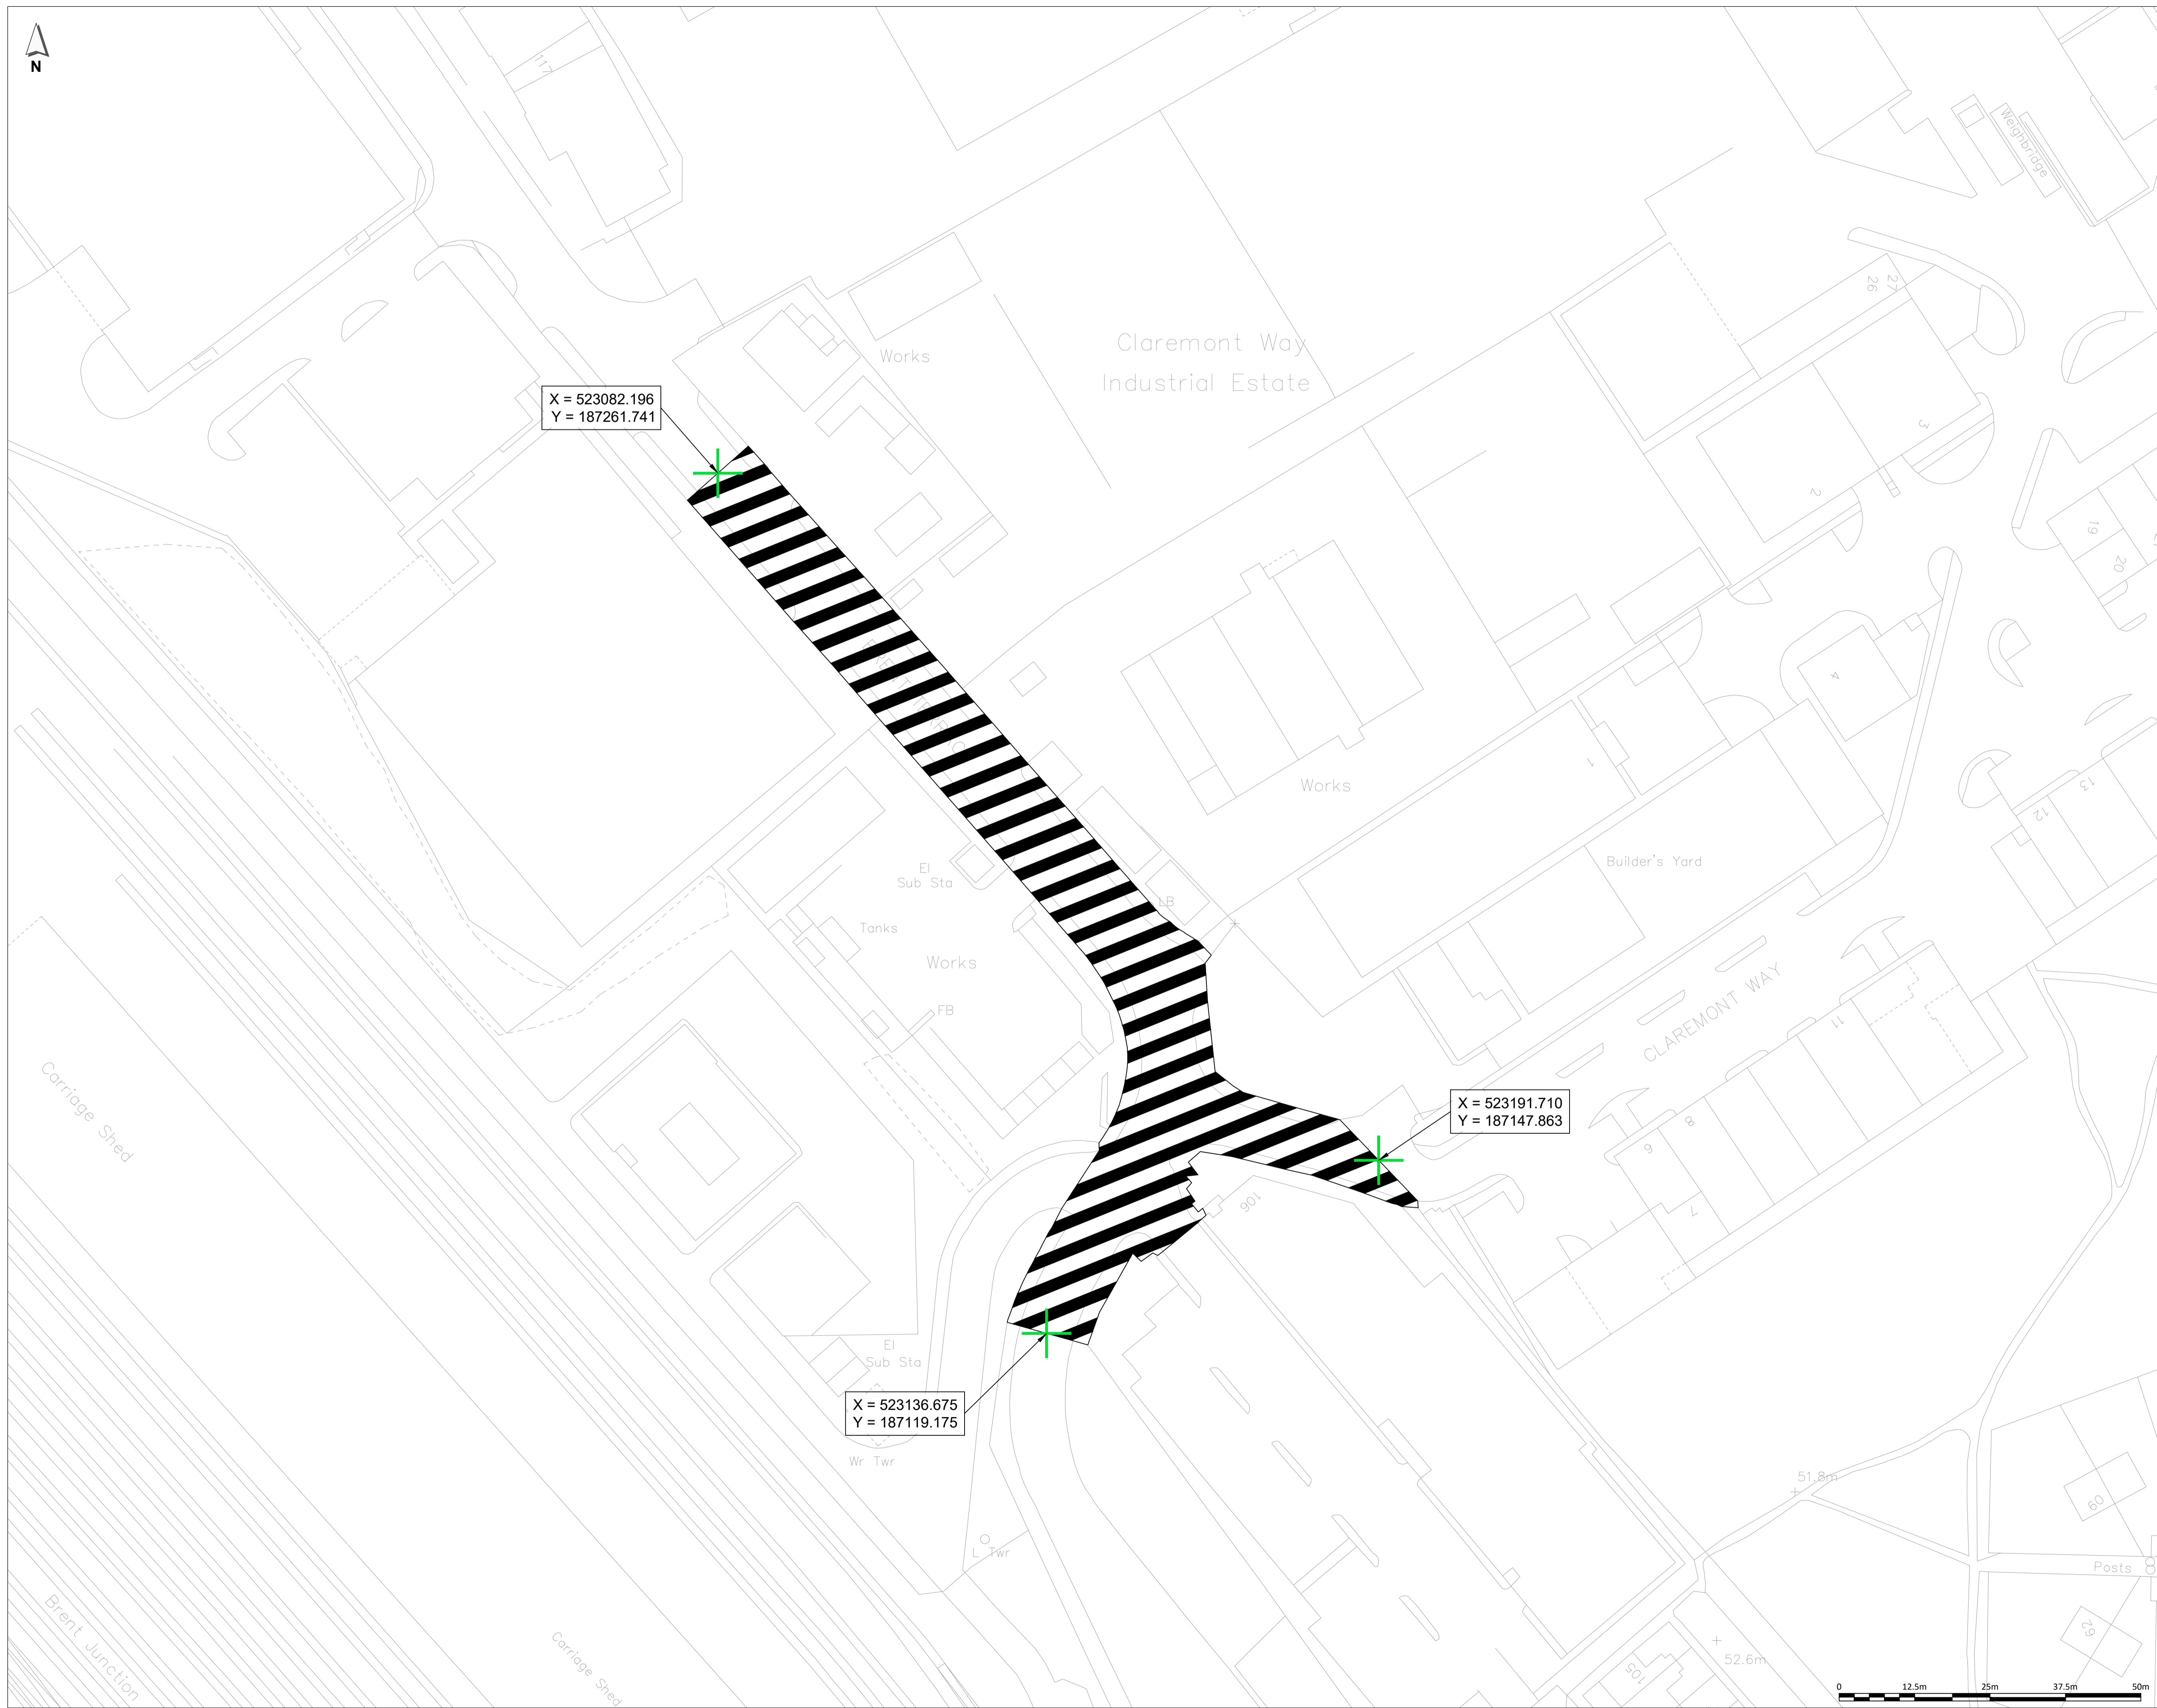 N
117
Weighbridge
Works
Claremont Way
Industrial Estate
27
26
X = 523082.196
Y = 187261.741
3
2
19
20
4
1
Works
13
12
El
Sub Sta
Builder's Yard
LB
Tanks
Works
FB
CLAREMONT WAY
11
Carriage Shed
X = 523191.710
Y = 187147.863
8
9
7
106
El
Sub Sta
X = 523136.675
Y = 187119.175
Wr Twr
51.8m
60
L Twr
Posts
Brent Junction
Carriage Shed
62
52.6m
105
0 12.5m 25m 37.5m 50m